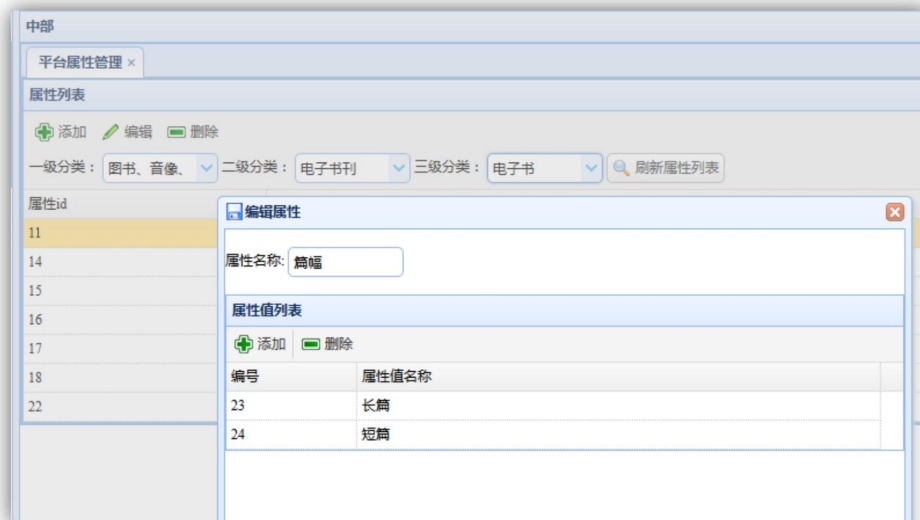 中部
平台属性管理 ×
属性列表
添加 编辑 删除
一级分类： 图书、音像、 二级分类： 电子书刊 三级分类： 电子书 刷新属性列表
属性id
11
14
15
16
17
18
22
编辑属性
属性名称: 篇幅
属性值列表
添加 删除
编号 属性值名称
23 长篇
24 短篇